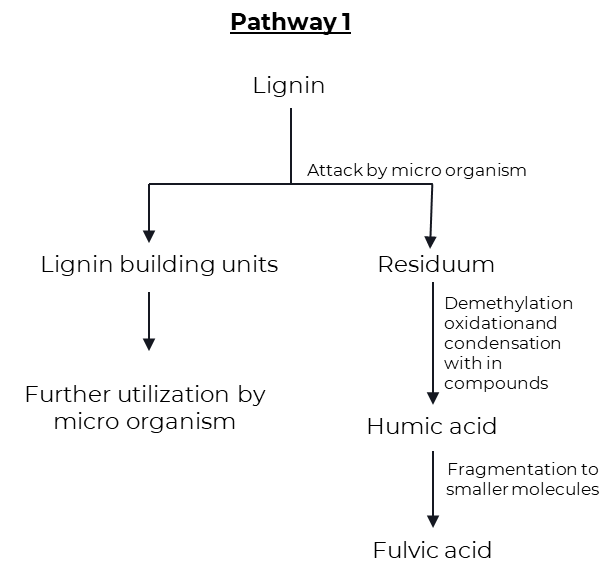 Pathway 1
Lignin
Attack by micro organism
Lignin building units
Residuum
Demethylation
oxidationand
condensation
with in
compounds
Further utilization by
micro organism
Humic acid
Fragmentation to
smaller molecules
Fulvic acid